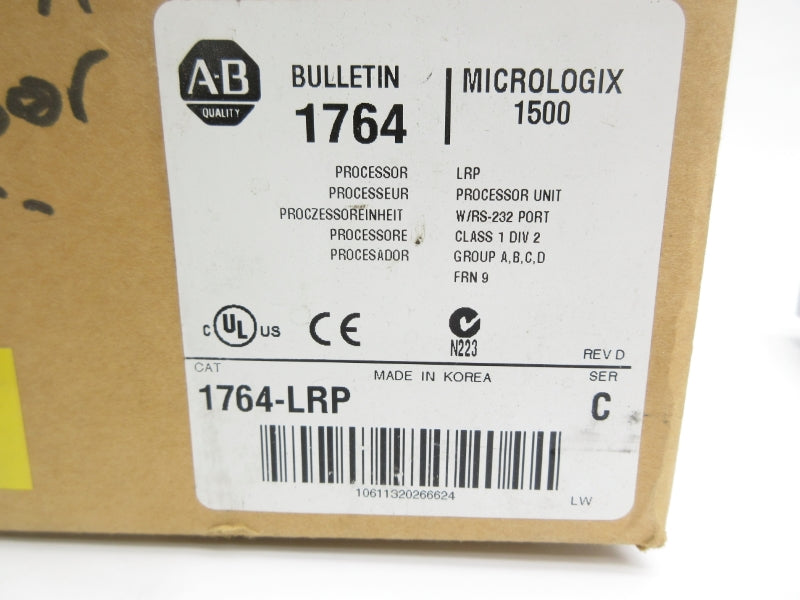 A-B
QUALITY
BULLETIN
1764
MICROLOGIX
1500
PROCESSOR
PROCESSEUR
PROCZESSOREINHEIT
PROCESSORE
PROCESADOR
LRP
PROCESSOR UNIT
W/RS-232 PORT
CLASS 1 DIV 2
GROUP A,B,C,D
FRN 9
C UL US
CE
N223
REV D
CAT
MADE IN KOREA
SER
1764-LRP
C
10611320266624
LW